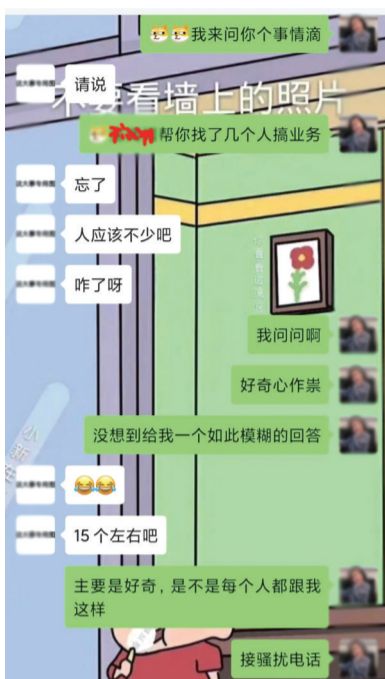 我来问你个事情滴
请说
不要看墙上的照片
帮你找了几个人搞业务
忘了
人应该不少吧
咋了呀
我问问啊
好奇心作祟
没想到给我一个如此模糊的回答
小新在
15个左右吧
主要是好奇，是不是每个人都跟我
这样
接骚扰电话